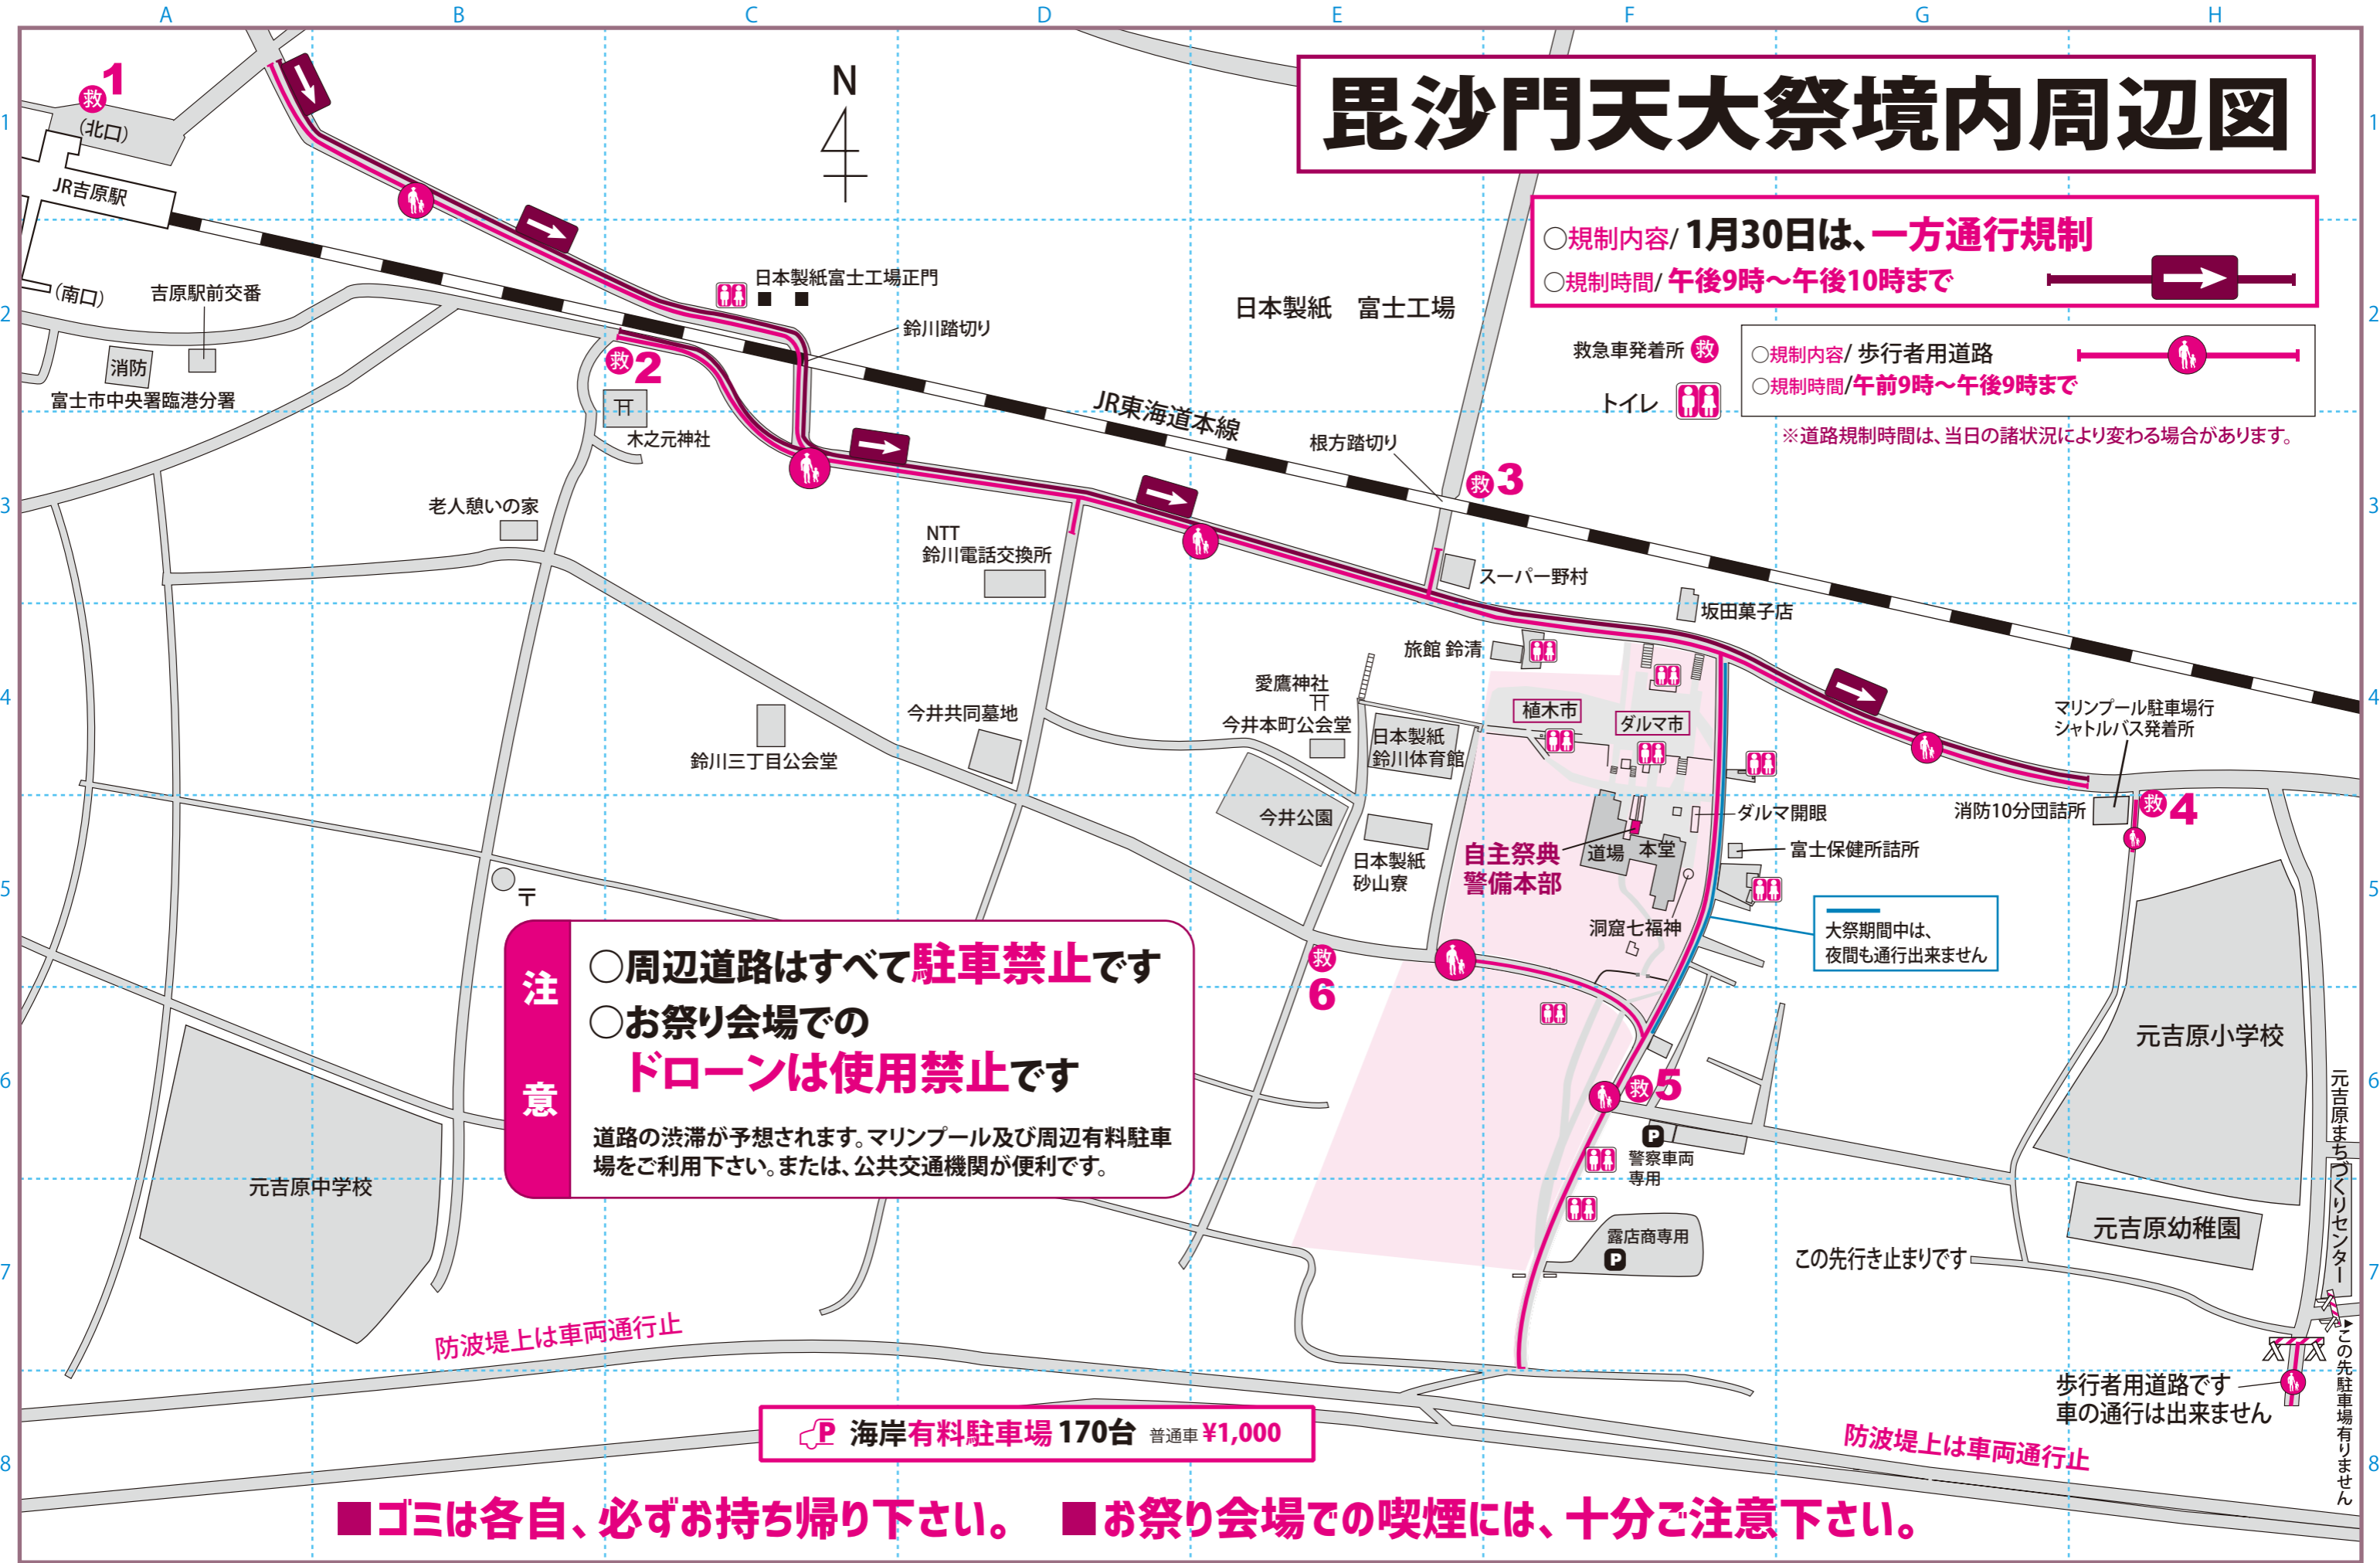 A B C D E F G H
毘沙門天大祭境内周辺図
1
救
(北口)
N
1
1
JR吉原駅
○規制内容/ 1月30日は、一方通行規制
○規制時間/ 午後9時〜午後10時まで
(南口)
吉原駅前交番
日本製紙富士工場正門
日本製紙 富士工場
2
2
鈴川踏切り
救急車発着所 救
○規制内容/ 歩行者用道路
○規制時間/午前9時〜午後9時まで
トイレ
※道路規制時間は、当日の諸状況により変わる場合があります。
消防
富士市中央署臨港分署
救2
木之元神社
JR東海道本線
根方踏切り
救3
3
3
老人憩いの家
NTT
鈴川電話交換所
スーパー野村
坂田菓子店
旅館 鈴清
愛鷹神社
今井本町公会堂
4
4
今井共同墓地
鈴川三丁目公会堂
日本製紙
鈴川体育館
植木市
ダルマ市
マリンプール駐車場行
シャトルバス発着所
今井公園
日本製紙
砂山寮
自主祭典
警備本部
道場
本堂
ダルマ開眼
富士保健所詰所
消防10分団詰所
救4
5
5
〒
洞窟七福神
大祭期間中は、
夜間も通行出来ません
注意
○周辺道路はすべて駐車禁止です
○お祭り会場での
ドローンは使用禁止です
道路の渋滞が予想されます。マリンプール及び周辺有料駐車
場をご利用下さい。または、公共交通機関が便利です。
救
6
元吉原小学校
6
6
救5
P
警察車両
専用
元吉原まちづくりセンター
元吉原中学校
露店商専用
P
元吉原幼稚園
この先行き止まりです
7
7
防波堤上は車両通行止
▶この先駐車場有りません
歩行者用道路です
車の通行は出来ません
P 海岸有料駐車場 170台 普通車 ¥1,000
防波堤上は車両通行止
8
8
■ゴミは各自、必ずお持ち帰り下さい。 ■お祭り会場での喫煙には、十分ご注意下さい。